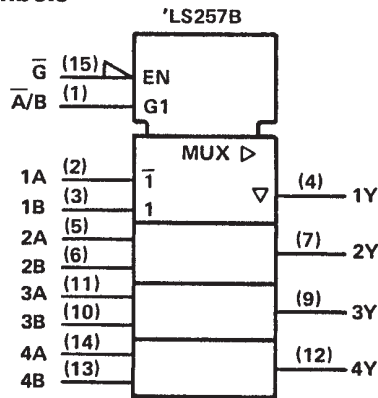 'LS257B
G̅ (15) EN
A̅/B (1) G1
MUX ▷
1A (2) 1̅
1B (3) 1
▽ (4) 1Y
2A (5)
2B (6)
(7) 2Y
3A (11)
3B (10)
(9) 3Y
4A (14)
4B (13)
(12) 4Y